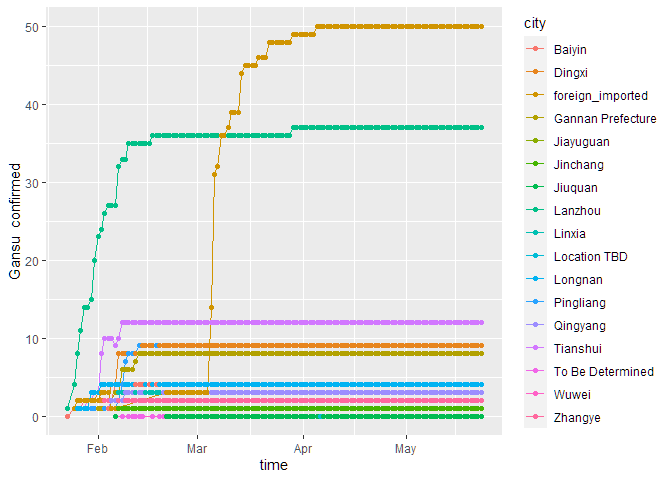 city
50
40
30
20
10
0
Gansu confirmed
Feb
Mar
Apr
May
time
Baiyin
Dingxi
foreign_imported
Gannan Prefecture
Jiayuguan
Jinchang
Jiuquan
Lanzhou
Linxia
Location TBD
Longnan
Pingliang
Qingyang
Tianshui
To Be Determined
Wuwei
Zhangye